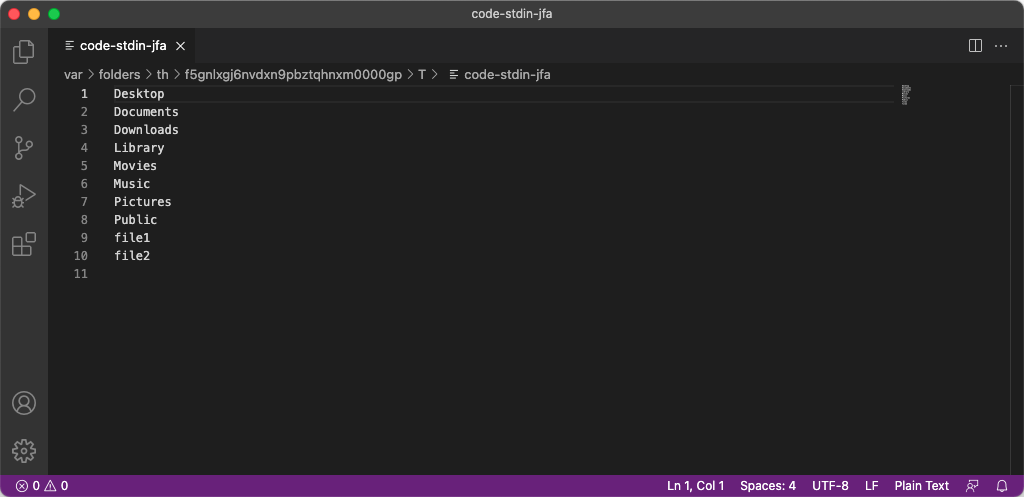 code-stdin-jfa
code-stdin-jfa
var folders th f5gnlxgj6nvdxn9pbztqhnxm0000gp T code-stdin-jfa
1 Desktop
2 Documents
3 Downloads
4 Library
5 Movies
6 Music
7 Pictures
8 Public
9 file1
10 file2
11
0 0 Ln 1, Col 1 Spaces: 4 UTF-8 LF Plain Text